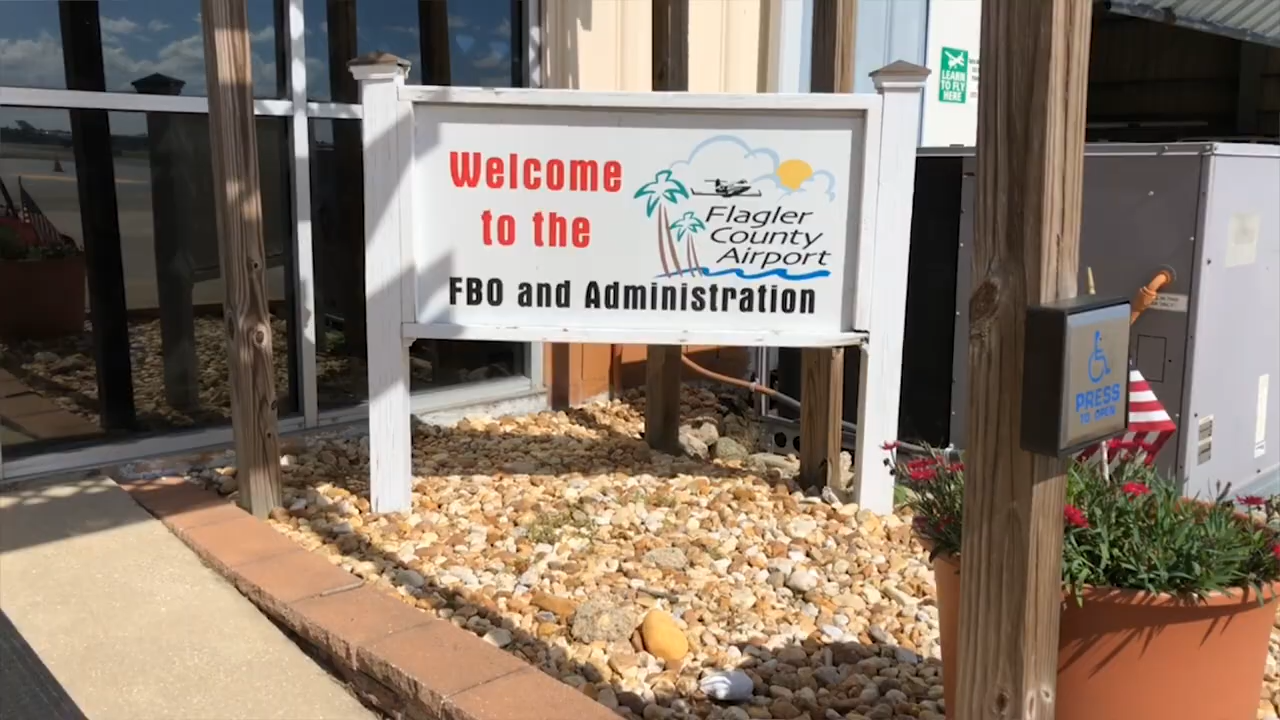 Welcome
to the
Flagler
County
Airport
FBO and Administration
LEARN
TO FLY
HERE
PRESS
TO OPEN